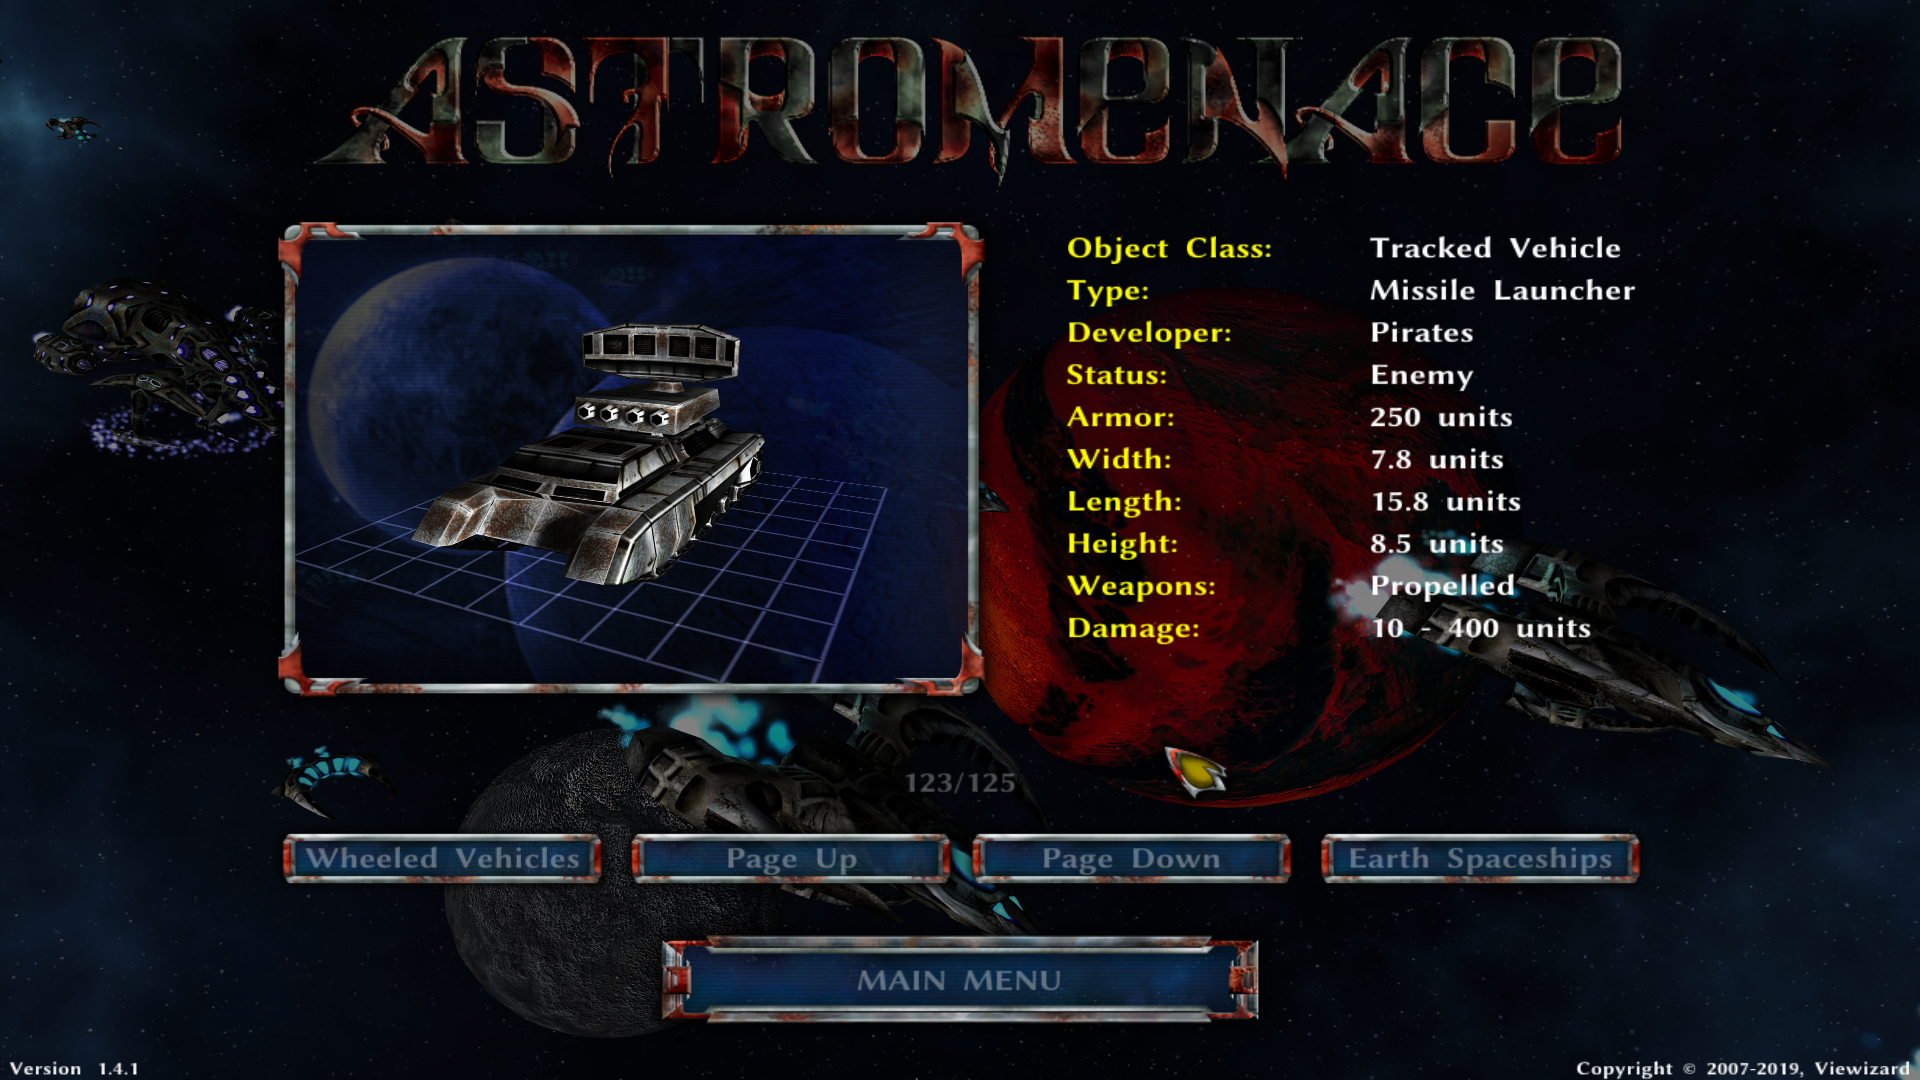 ASTROMENACE
Object Class: Tracked Vehicle
Type: Missile Launcher
Developer: Pirates
Status: Enemy
Armor: 250 units
Width: 7.8 units
Length: 15.8 units
Height: 8.5 units
Weapons: Propelled
Damage: 10 - 400 units
123/125
Wheeled Vehicles Page Up Page Down Earth Spaceships
MAIN MENU
Version 1.4.1 Copyright © 2007-2019, Viewizard